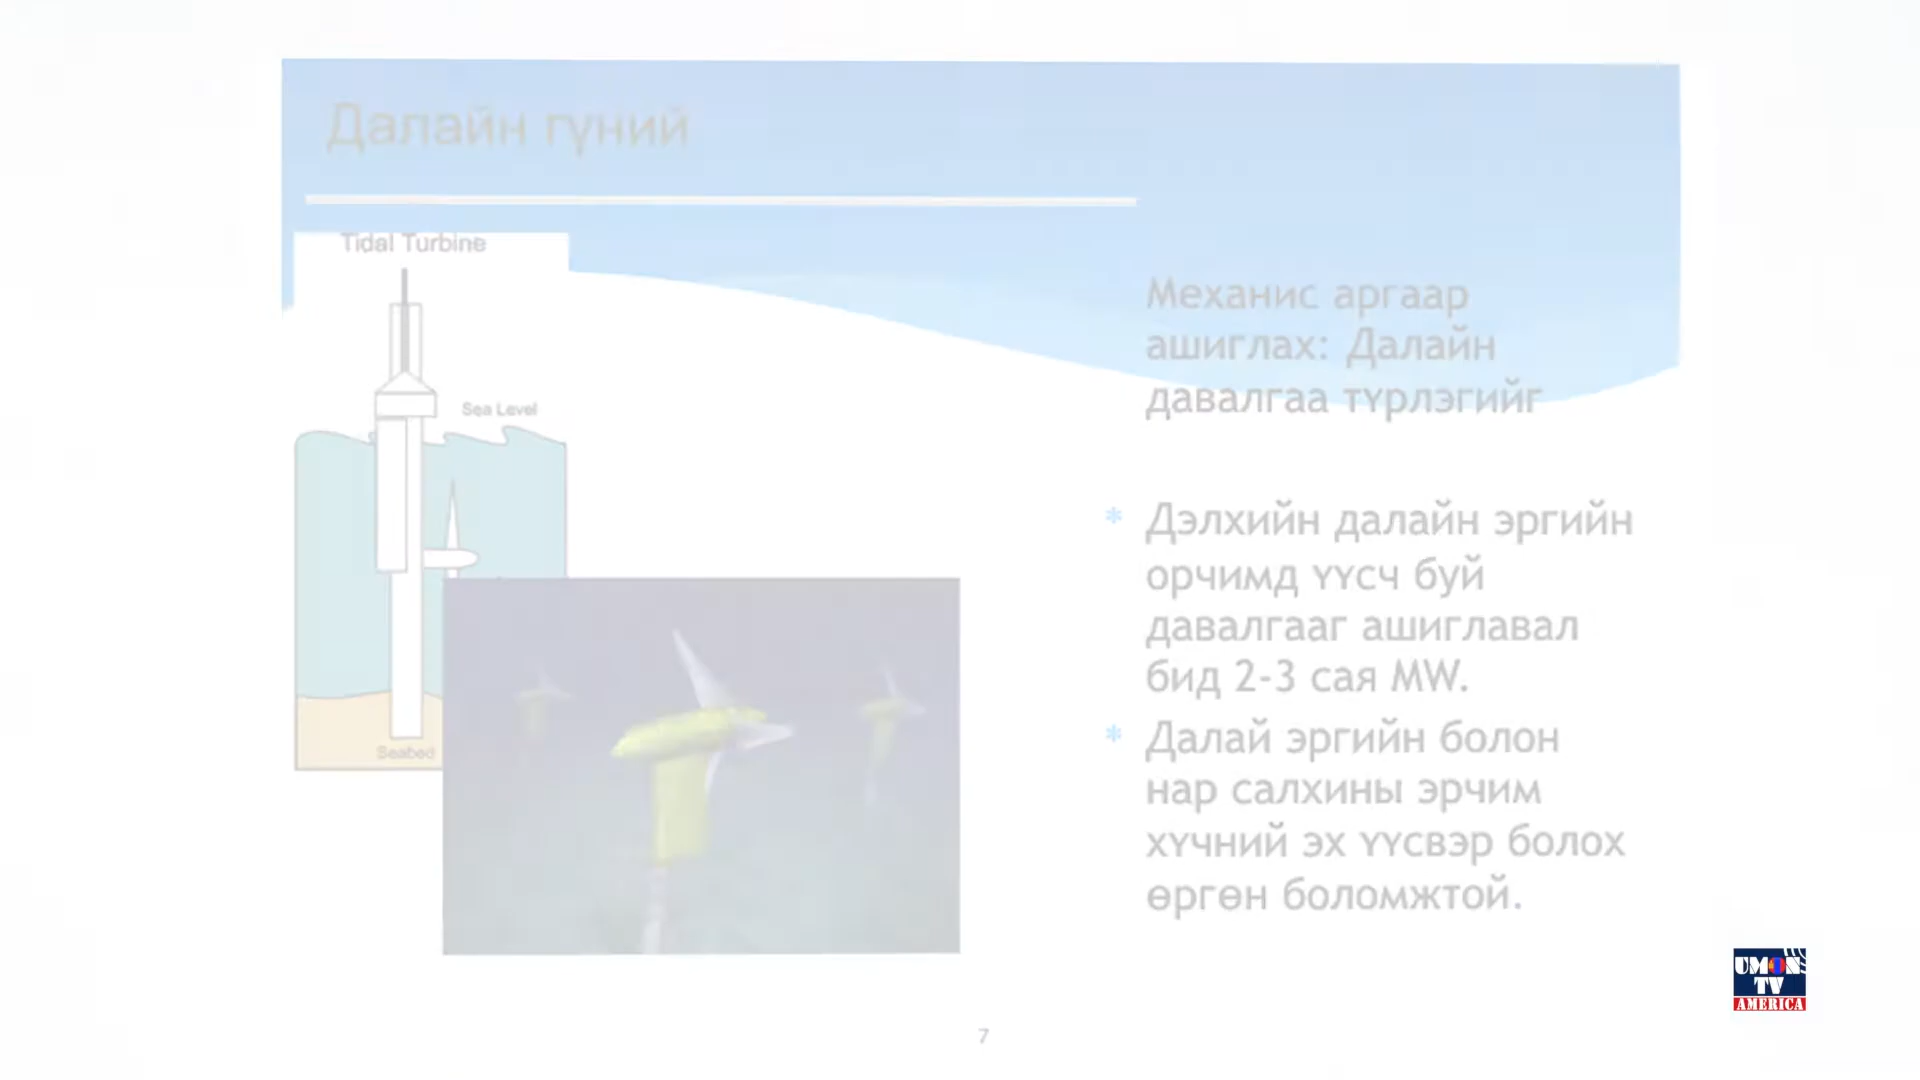 Далайн гүний
Tidal Turbine
Sea Level
Seabed
Механис аргаар
ашиглах: Далайн
давалгаа түрлэгийг
* Дэлхийн далайн эргийн
орчимд үүсч буй
давалгааг ашиглавал
бид 2-3 сая MW.
* Далай эргийн болон
нар салхины эрчим
хүчний эх үүсвэр болох
өргөн боломжтой.
7
UMON
TV
AMERICA